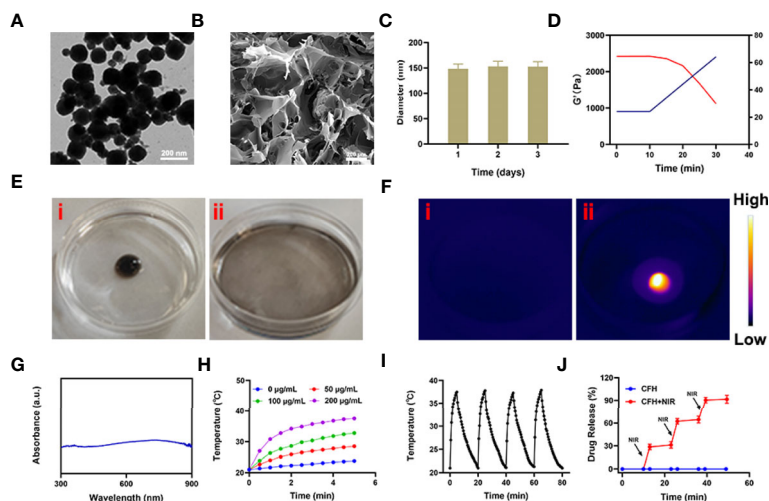 A
B
C
D
200 nm
Diameter (nm)
200
150
100
50
0
1 2 3
Time (days)
G' (Pa)
3000
2000
1000
0
80
60
40
20
0
0 10 20 30 40
Time (min)
E
F
i
ii
i
ii
High
Low
G
H
I
J
Absorbance (a.u.)
300 600 900
Wavelength (nm)
Temperature (℃)
40
35
30
25
20
0 μg/mL 50 μg/mL
100 μg/mL 200 μg/mL
0 2 4 6
Time (min)
Temperature (℃)
40
35
30
25
20
0 20 40 60 80
Time (min)
Drug Release (%)
100
80
60
40
20
0
CFH
CFH+NIR
NIR
NIR
NIR
0 20 40 60
Time (min)